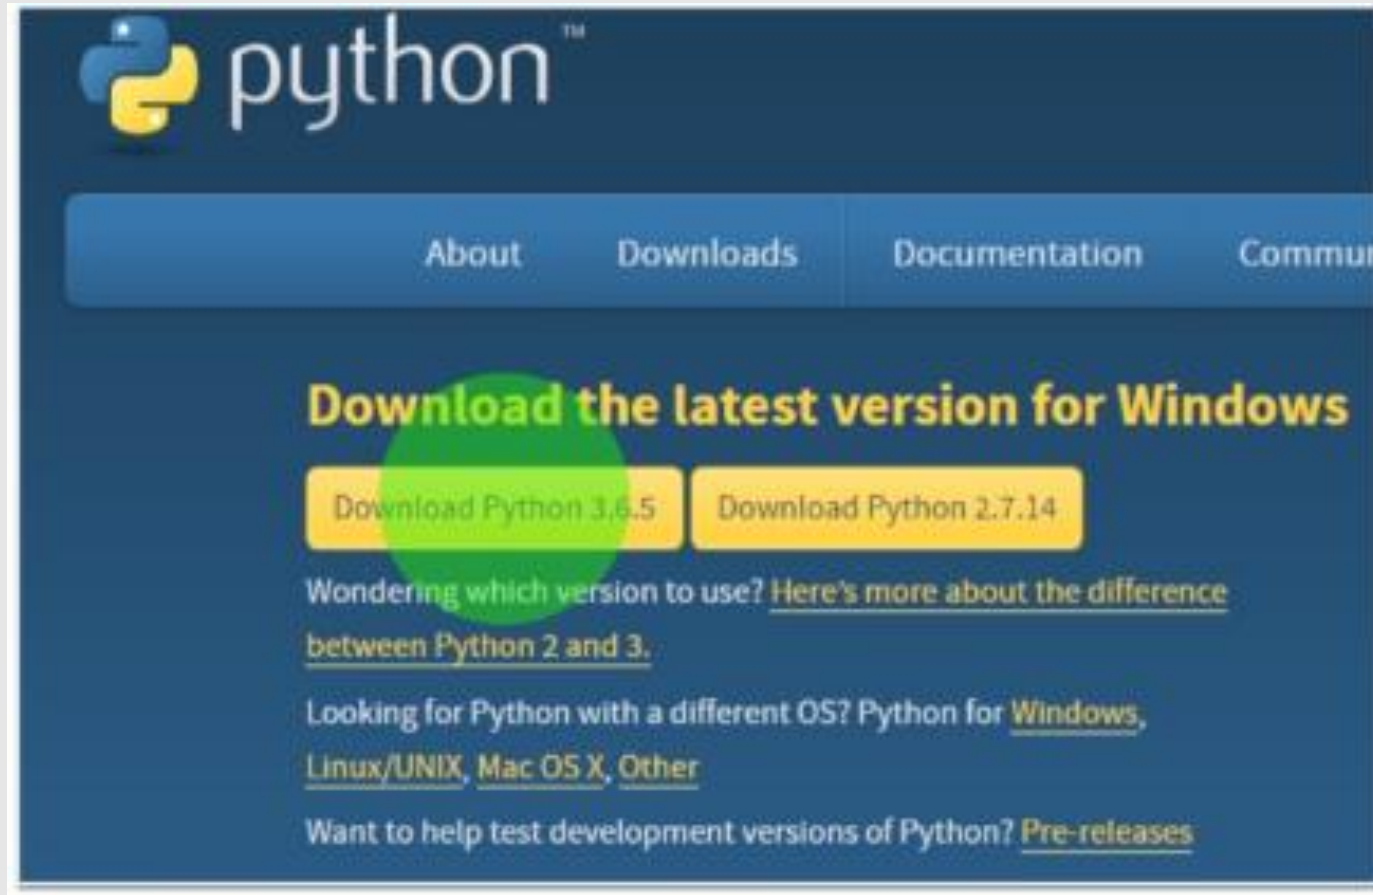 python™
About Downloads Documentation
Download the latest version for Windows
Download Python 3.6.5 Download Python 2.7.14
Wondering which version to use? Here's more about the difference
between Python 2 and 3.
Looking for Python with a different OS? Python for Windows,
Linux/UNIX, Mac OS X, Other
Want to help test development versions of Python? Pre-releases